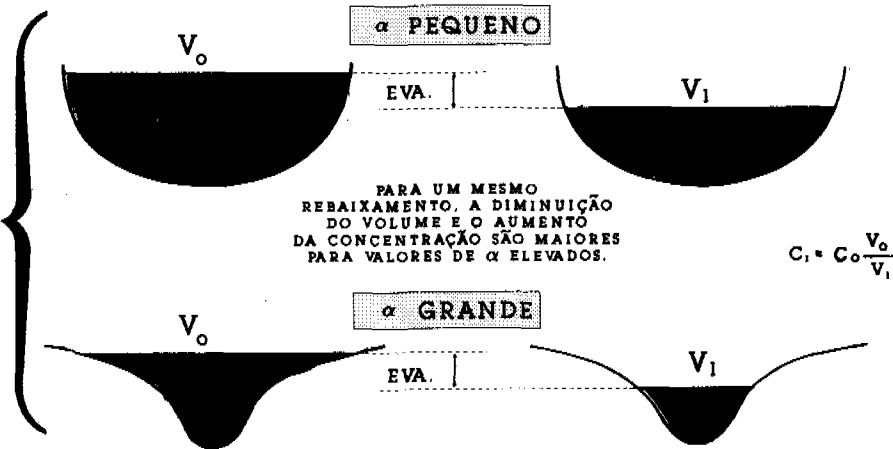 α PEQUENO
V₀
EVA.
V₁
PARA UM MESMO
REBAIXAMENTO, A DIMINUIÇÃO
DO VOLUME E O AUMENTO
DA CONCENTRAÇÃO SÃO MAIORES
PARA VALORES DE α ELEVADOS.
C₁ = C₀ V₀/V₁
α GRANDE
V₀
EVA.
V₁